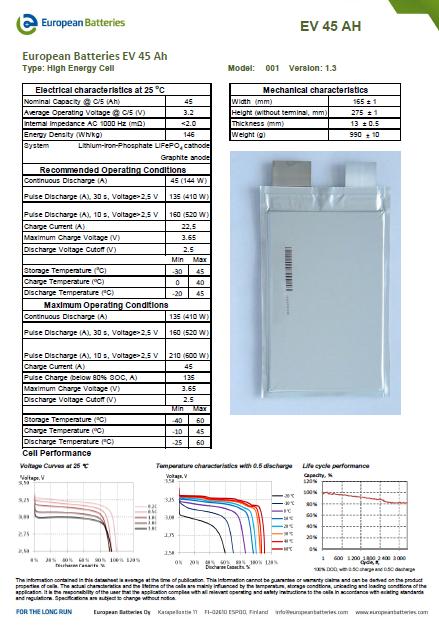 European Batteries
EV 45 AH
European Batteries EV 45 Ah
Type: High Energy Cell
Model: 001 Version: 1.3
Electrical characteristics at 25 °C
Nominal Capacity @ C/5 (Ah) 45
Average Operating Voltage @ C/5 (V) 3.2
Internal Impedance AC 1000 Hz (mΩ) <2.0
Energy Density (Wh/kg) 146
System Lithium-Iron-Phosphate LiFePO4 cathode
Graphite anode
Recommended Operating Conditions
Continuous Discharge (A) 45 (144 W)
Pulse Discharge (A), 30 s, Voltage>2,5 V 135 (410 W)
Pulse Discharge (A), 10 s, Voltage>2,5 V 160 (520 W)
Charge Current (A) 22,5
Maximum Charge Voltage (V) 3.65
Discharge Voltage Cutoff (V) 2.5
Min Max
Storage Temperature (°C) -30 45
Charge Temperature (°C) 0 40
Discharge Temperature (°C) -20 45
Maximum Operating Conditions
Continuous Discharge (A) 135 (410 W)
Pulse Discharge (A), 30 s, Voltage>2,5 V 160 (520 W)
Pulse Discharge (A), 10 s, Voltage>2,5 V 210 (600 W)
Charge Current (A) 45
Pulse Charge (below 80% SOC, A) 135
Maximum Charge Voltage (V) 3.65
Discharge Voltage Cutoff (V) 2.5
Min Max
Storage Temperature (°C) -40 60
Charge Temperature (°C) -10 45
Discharge Temperature (°C) -25 60
Mechanical characteristics
Width (mm) 165 ± 1
Height (without terminal, mm) 275 ± 1
Thickness (mm) 13 ± 0.5
Weight (g) 990 ± 10
Cell Performance
Voltage Curves at 25 °C
Voltage, V
3,50
3,25
3,00
2,75
2,50
0 % 20 % 40 % 60 % 80 % 100 % 120 %
Discharge Capacity, %
Temperature characteristics with 0.5 discharge
Voltage, V
3,50
3,00
2,50
-20 °C
-10 °C
0 °C
10 °C
20 °C
30 °C
40 °C
60 °C
0 % 20 % 40 % 60 % 80 % 100 % 120 %
Discharge Capacity, %
Life cycle performance
Capacity, %
120%
100%
80%
60%
40%
20%
0%
1 600 1 200 1 800 2 400 3 000
Cycle, #,
100% DOD, with 0.5C charge and 0.5C discharge
The information contained in this datasheet is average at the time of publication. This information cannot be guarantee or warranty claims and can be derived on the product
properties of cells. The actual characteristics and the lifetime of the cells are mainly influenced by the temperature, storage conditions, unloading and loading conditions of the
application. It is the responsibility of the user that the application complies with all relevant operating and safety instructions to the cells in accordance with existing standards
and regulations. Specifications are subject to change without notice.
FOR THE LONG RUN European Batteries Oy Karapellontie 11 FI-02610 ESPOO, Finland info@europeanbatteries.com www.europeanbatteries.com